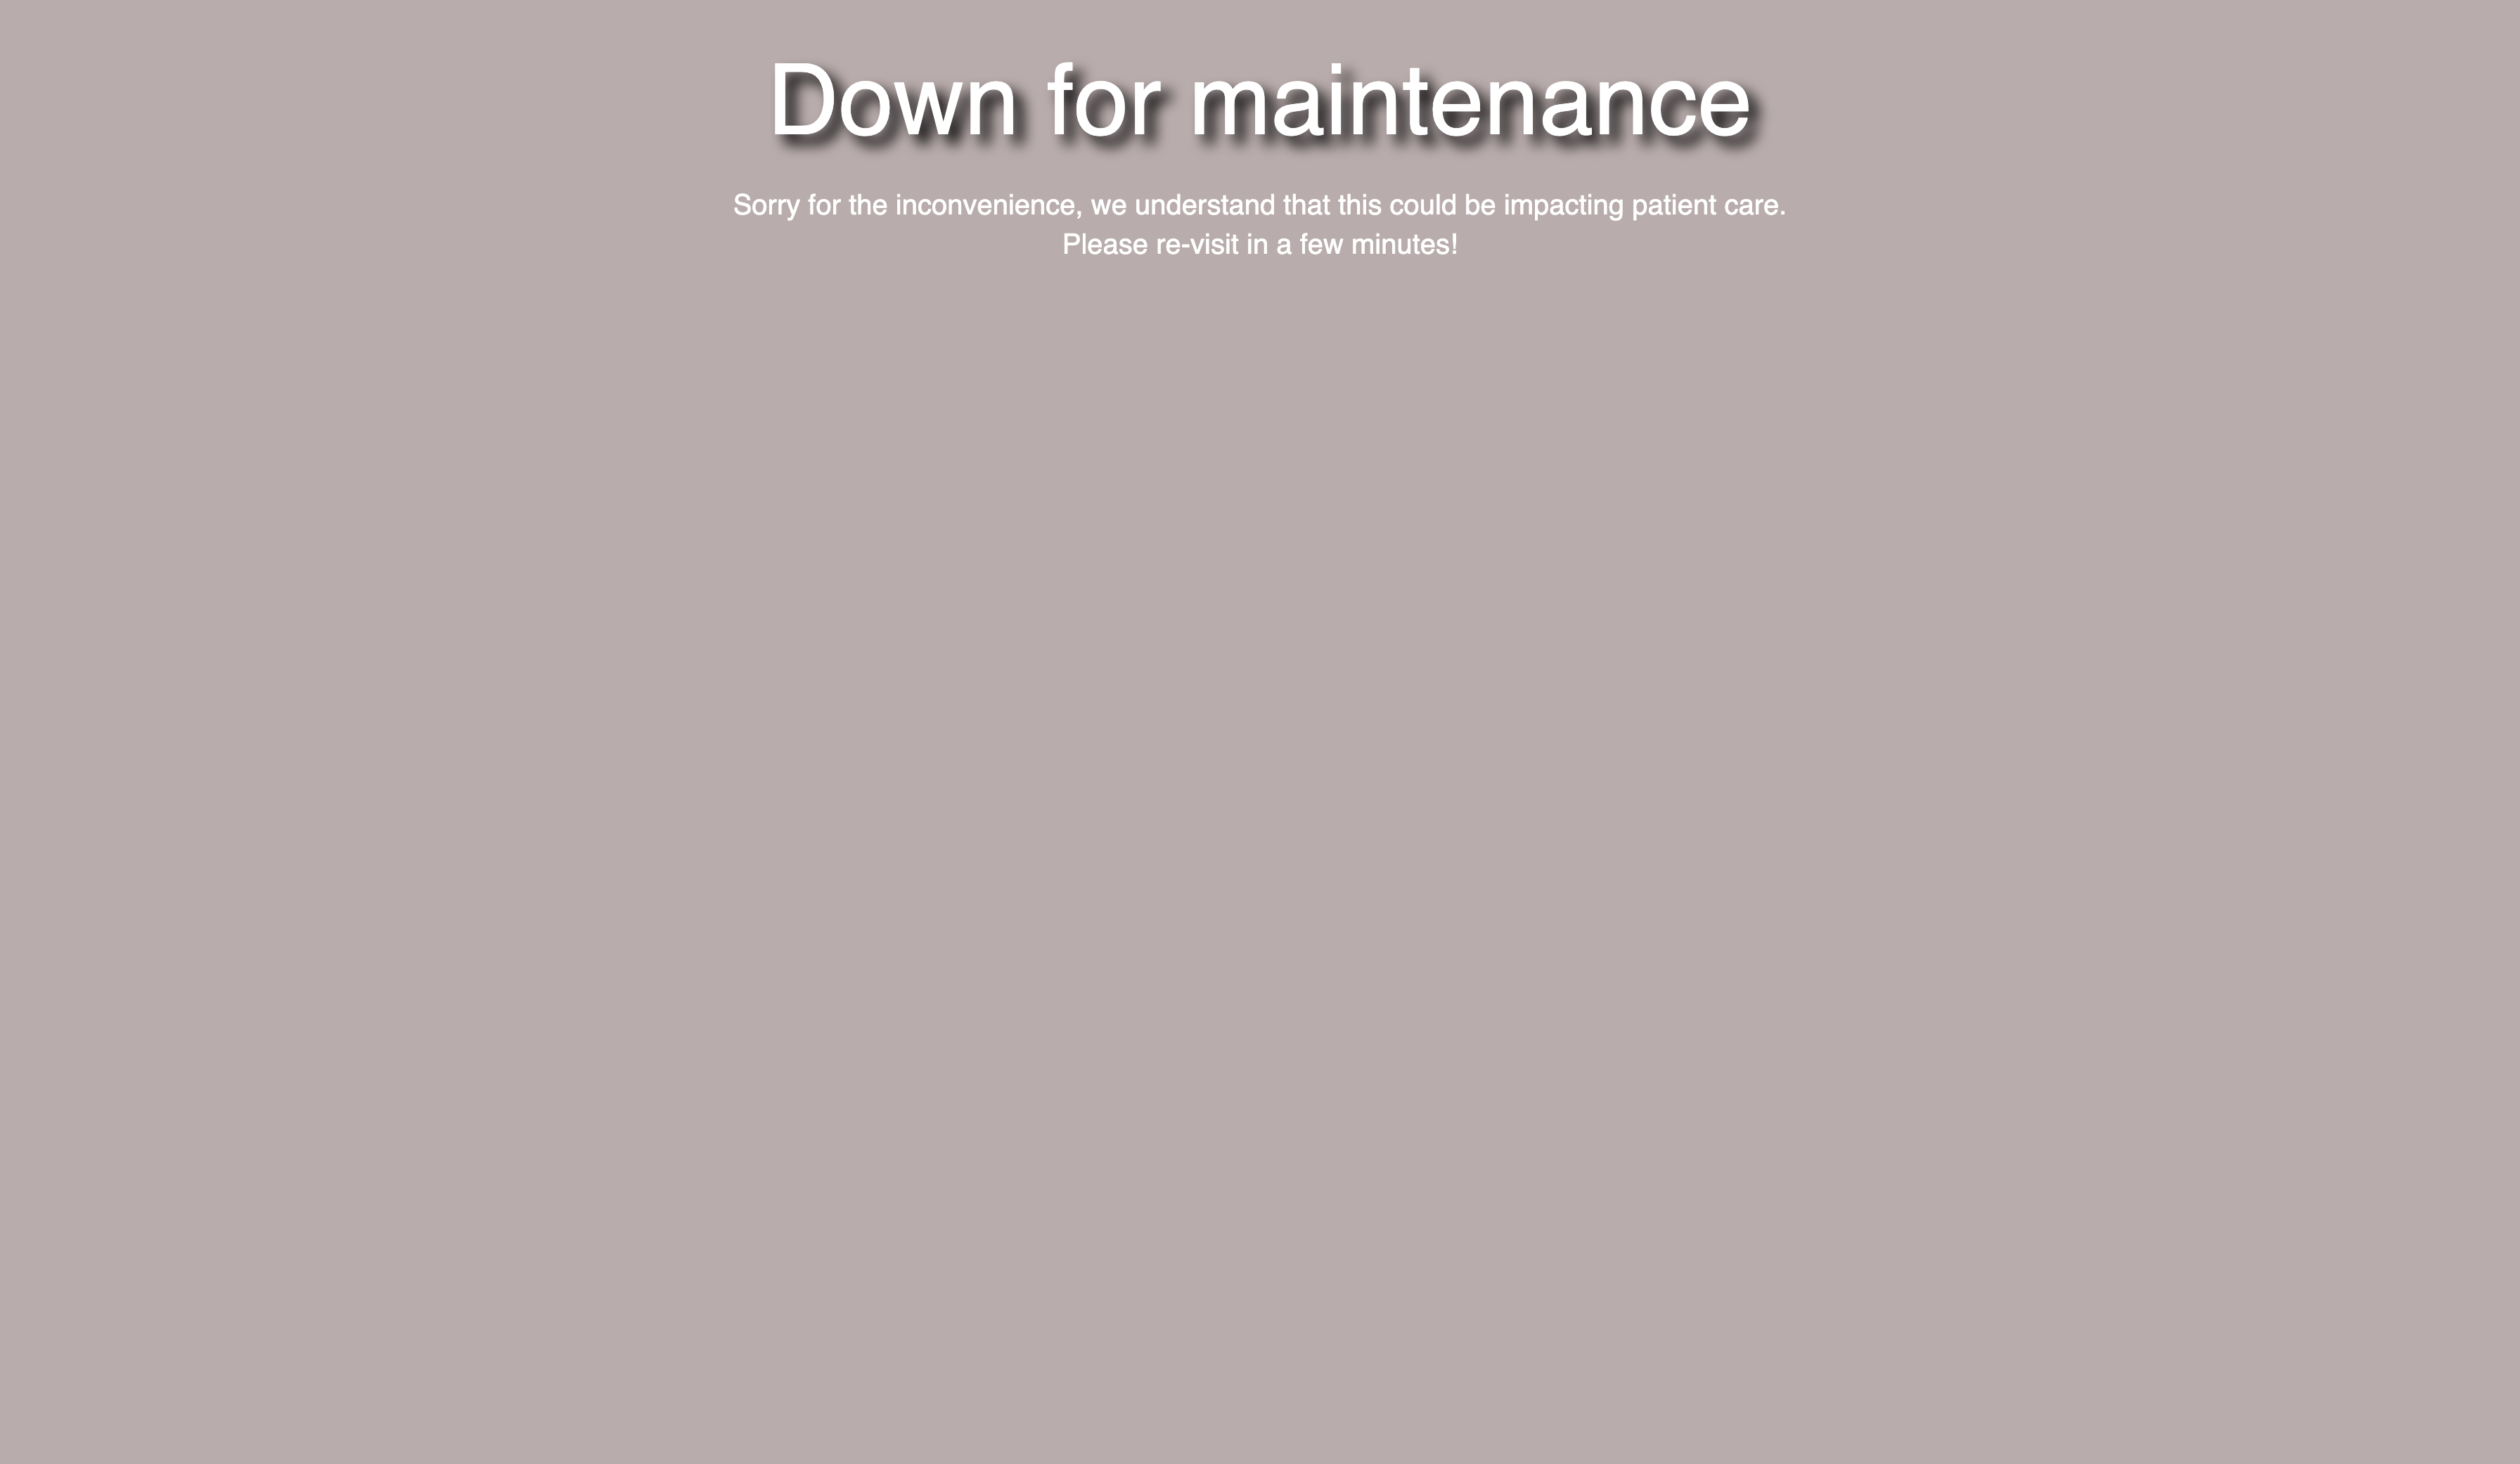 Down for maintenance
Sorry for the inconvenience, we understand that this could be impacting patient care.
Please re-visit in a few minutes!